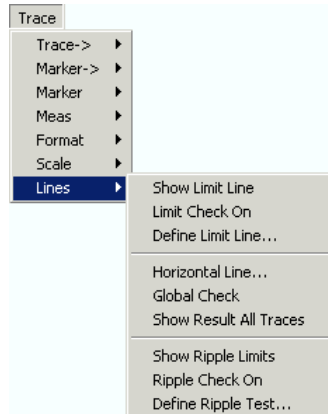 Trace
Trace->
Marker->
Marker
Meas
Format
Scale
Lines
Show Limit Line
Limit Check On
Define Limit Line...
Horizontal Line...
Global Check
Show Result All Traces
Show Ripple Limits
Ripple Check On
Define Ripple Test...